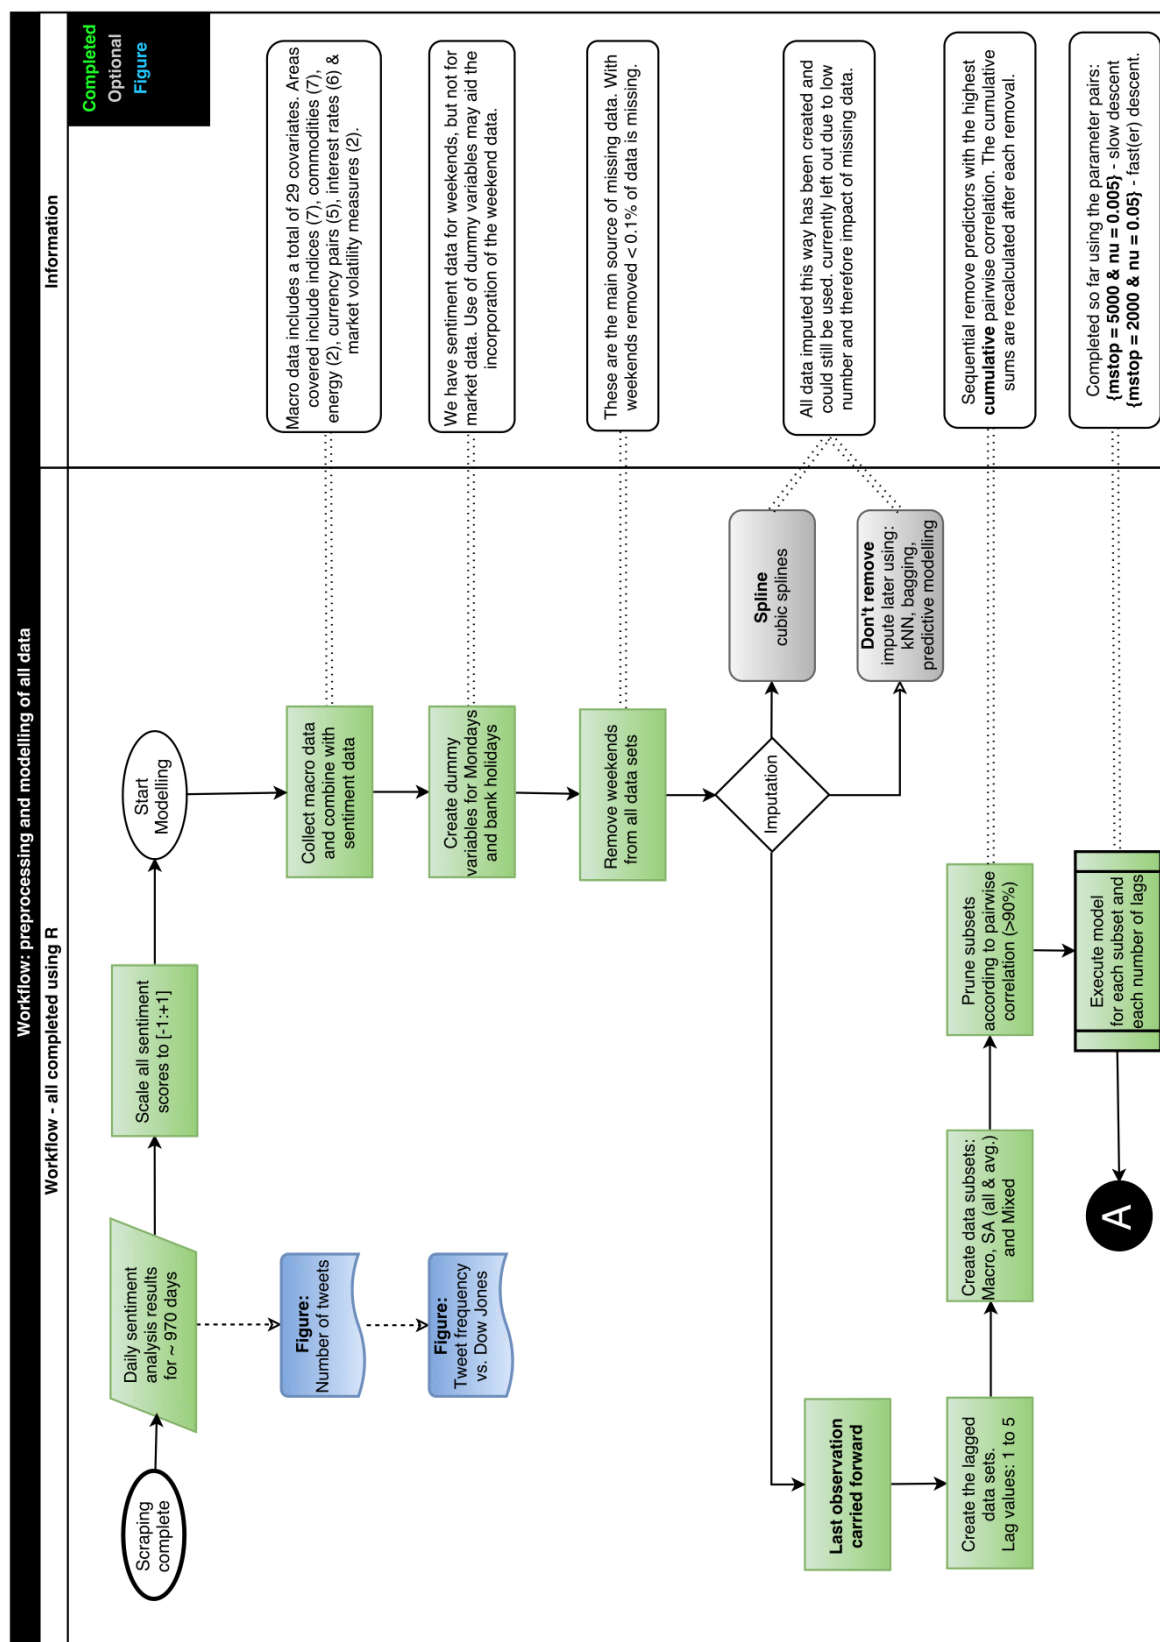 Workflow: preprocessing and modelling of all data
Workflow - all completed using R
Information
Completed
Optional
Figure
Scraping
complete
Daily sentiment
analysis results
for ~ 970 days
Scale all sentiment
scores to [-1:+1]
Start
Modelling
Figure:
Number of tweets
Figure:
Tweet frequency
vs. Dow Jones
Collect macro data
and combine with
sentiment data
Macro data includes a total of 29 covariates. Areas
covered include indices (7), commodities (7),
energy (2), currency pairs (5), interest rates (6) &
market volatility measures (2).
Create dummy
variables for Mondays
and bank holidays
We have sentiment data for weekends, but not for
market data. Use of dummy variables may aid the
incorporation of the weekend data.
Remove weekends
from all data sets
These are the main source of missing data. With
weekends removed < 0.1% of data is missing.
Imputation
Spline
cubic splines
Don't remove
impute later using:
kNN, bagging,
predictive modelling
All data imputed this way has been created and
could still be used. currently left out due to low
number and therefore impact of missing data.
Last observation
carried forward
Create the lagged
data sets.
Lag values: 1 to 5
Create data subsets:
Macro, SA (all & avg.)
and Mixed
Prune subsets
according to pairwise
correlation (>90%)
Sequential remove predictors with the highest
cumulative pairwise correlation. The cumulative
sums are recalculated after each removal.
Execute model
for each subset and
each number of lags
Completed so far using the parameter pairs:
{mstop = 5000 & nu = 0.005} - slow descent
{mstop = 2000 & nu = 0.05} - fast(er) descent.
A